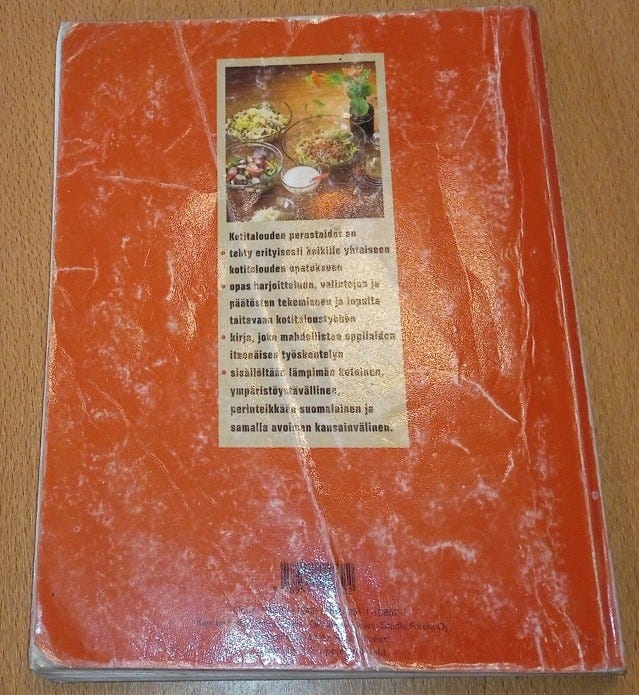 Kotitalouden perustaidot on
• tehty erityisesti kaikille yhteiseen
kotitalouden opetukseen
• opas harjoitteluun, valintojen ja
päätösten tekemiseen ja lopulta
taitavaan kotitaloustyöhön
• kirja, joka mahdollistaa oppilaiden
itsenäisen työskentelyn
• sisällöltään lämpimän kotoinen,
ympäristöystävällinen,
perinteikkään suomalainen ja
samalla avoimen kansainvälinen.